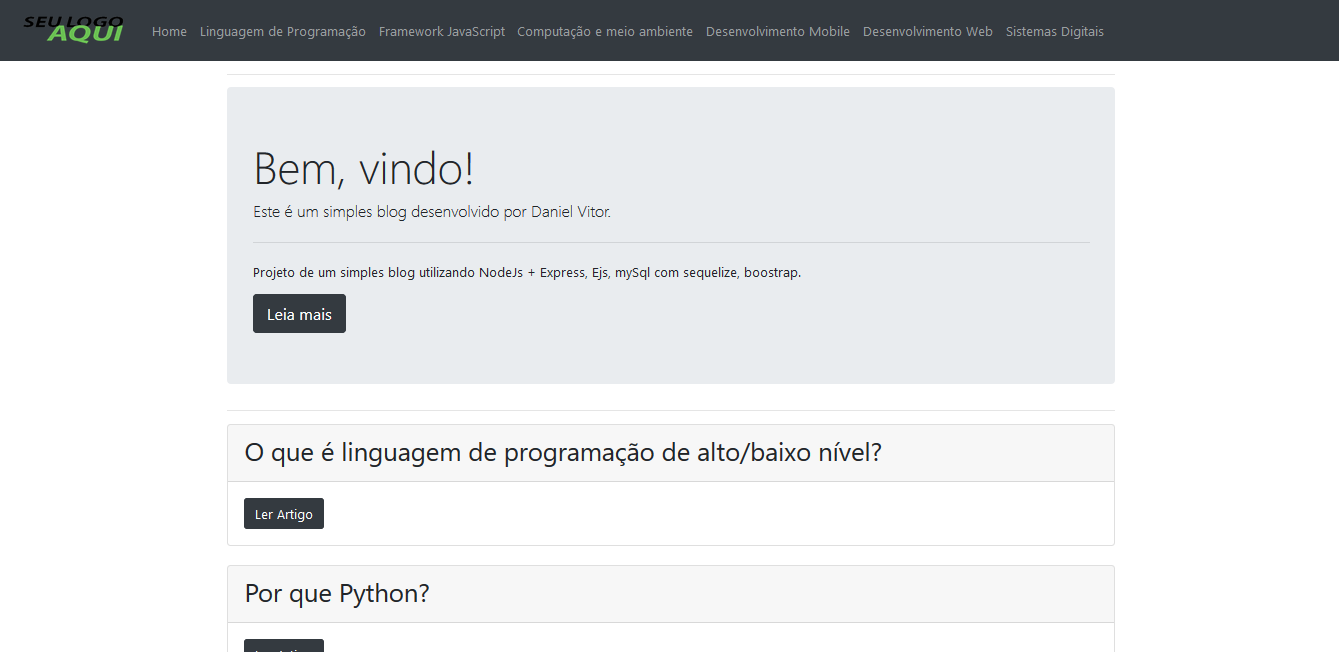 SEU LOGO
AQUI
Home Linguagem de Programação Framework JavaScript Computação e meio ambiente Desenvolvimento Mobile Desenvolvimento Web Sistemas Digitais
Bem, vindo!
Este é um simples blog desenvolvido por Daniel Vitor.
Projeto de um simples blog utilizando NodeJs + Express, Ejs, mySql com sequelize, boostrap.
Leia mais
O que é linguagem de programação de alto/baixo nível?
Ler Artigo
Por que Python?